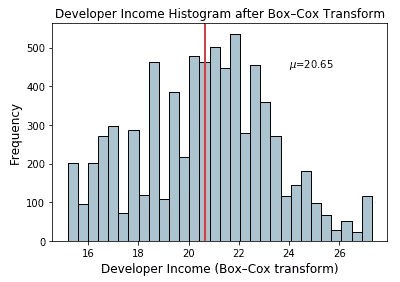 Developer Income Histogram after Box–Cox Transform
500
μ=20.65
400
300
200
100
0
Frequency
16 18 20 22 24 26
Developer Income (Box–Cox transform)